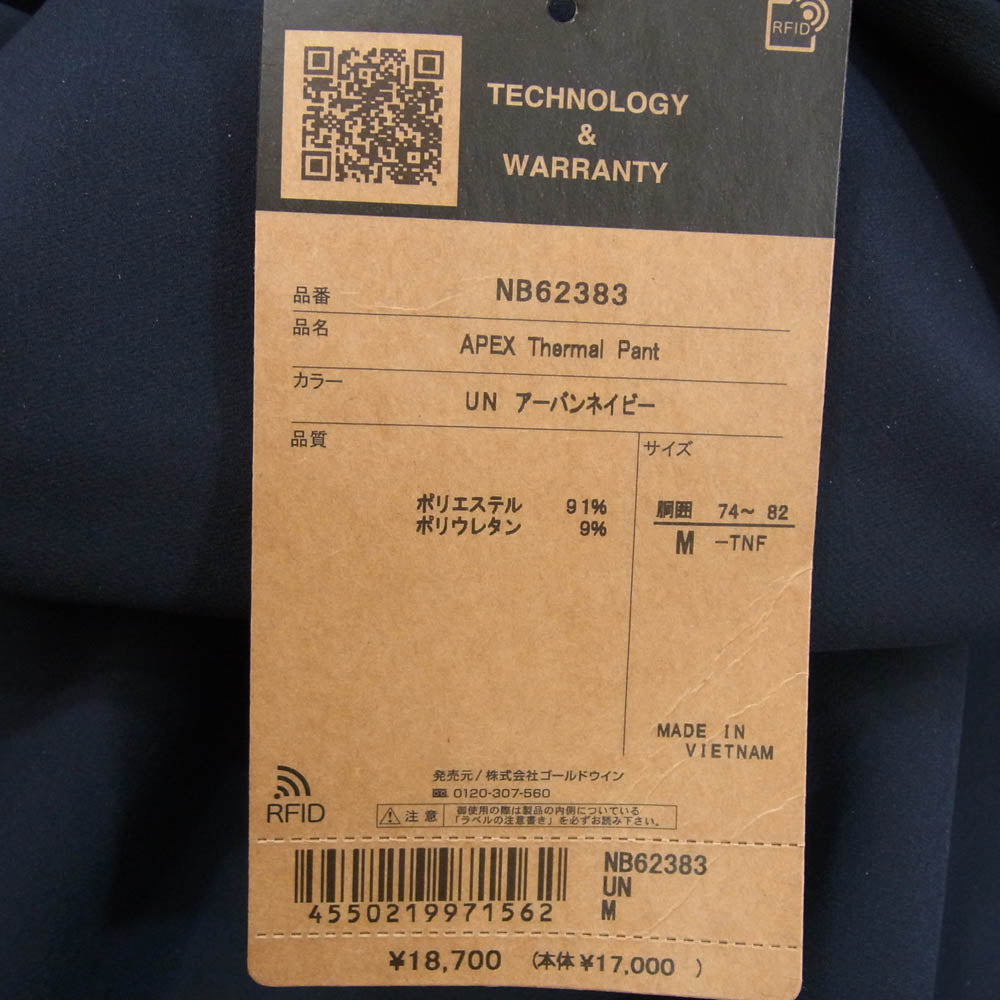 RFID
TECHNOLOGY
&
WARRANTY
品番 NB62383
品名
APEX Thermal Pant
カラー
UN アーバンネイビー
品質
サイズ
ポリエステル 91%
ポリウレタン 9%
胴囲 74～ 82
M -TNF
MADE IN
VIETNAM
発売元/株式会社ゴールドウイン
0120-307-560
RFID
注意
御使用の際は製品の内側についている
「ラベルの注意書き」を必ずお読み下さい。
4550219971562
NB62383
UN
M
¥18,700 (本体 ¥17,000 )